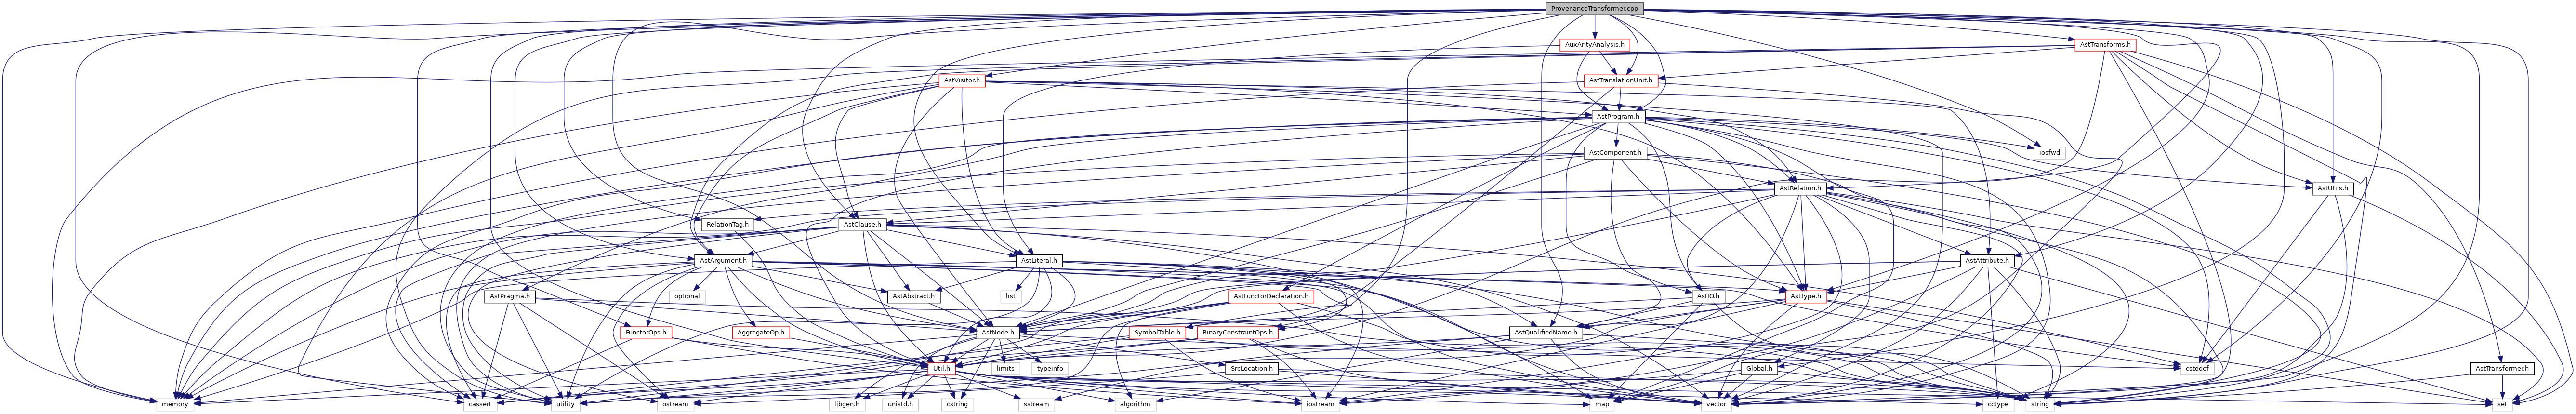 ProvenanceTransformer.cpp
AuxArityAnalysis.h
AstTransforms.h
AstVisitor.h
AstTranslationUnit.h
AstProgram.h
AstComponent.h
iosfwd
AstRelation.h
AstUtils.h
RelationTag.h
AstClause.h
AstArgument.h
AstLiteral.h
AstAttribute.h
AstPragma.h
optional
AstAbstract.h
list
AstFunctorDeclaration.h
AstIO.h
AstType.h
FunctorOps.h
AggregateOp.h
AstNode.h
SymbolTable.h
BinaryConstraintOps.h
AstQualifiedName.h
Util.h
limits
typeinfo
SrcLocation.h
Global.h
cstddef
AstTransformer.h
memory
cassert
utility
ostream
libgen.h
unistd.h
cstring
sstream
algorithm
iostream
map
vector
cctype
string
set